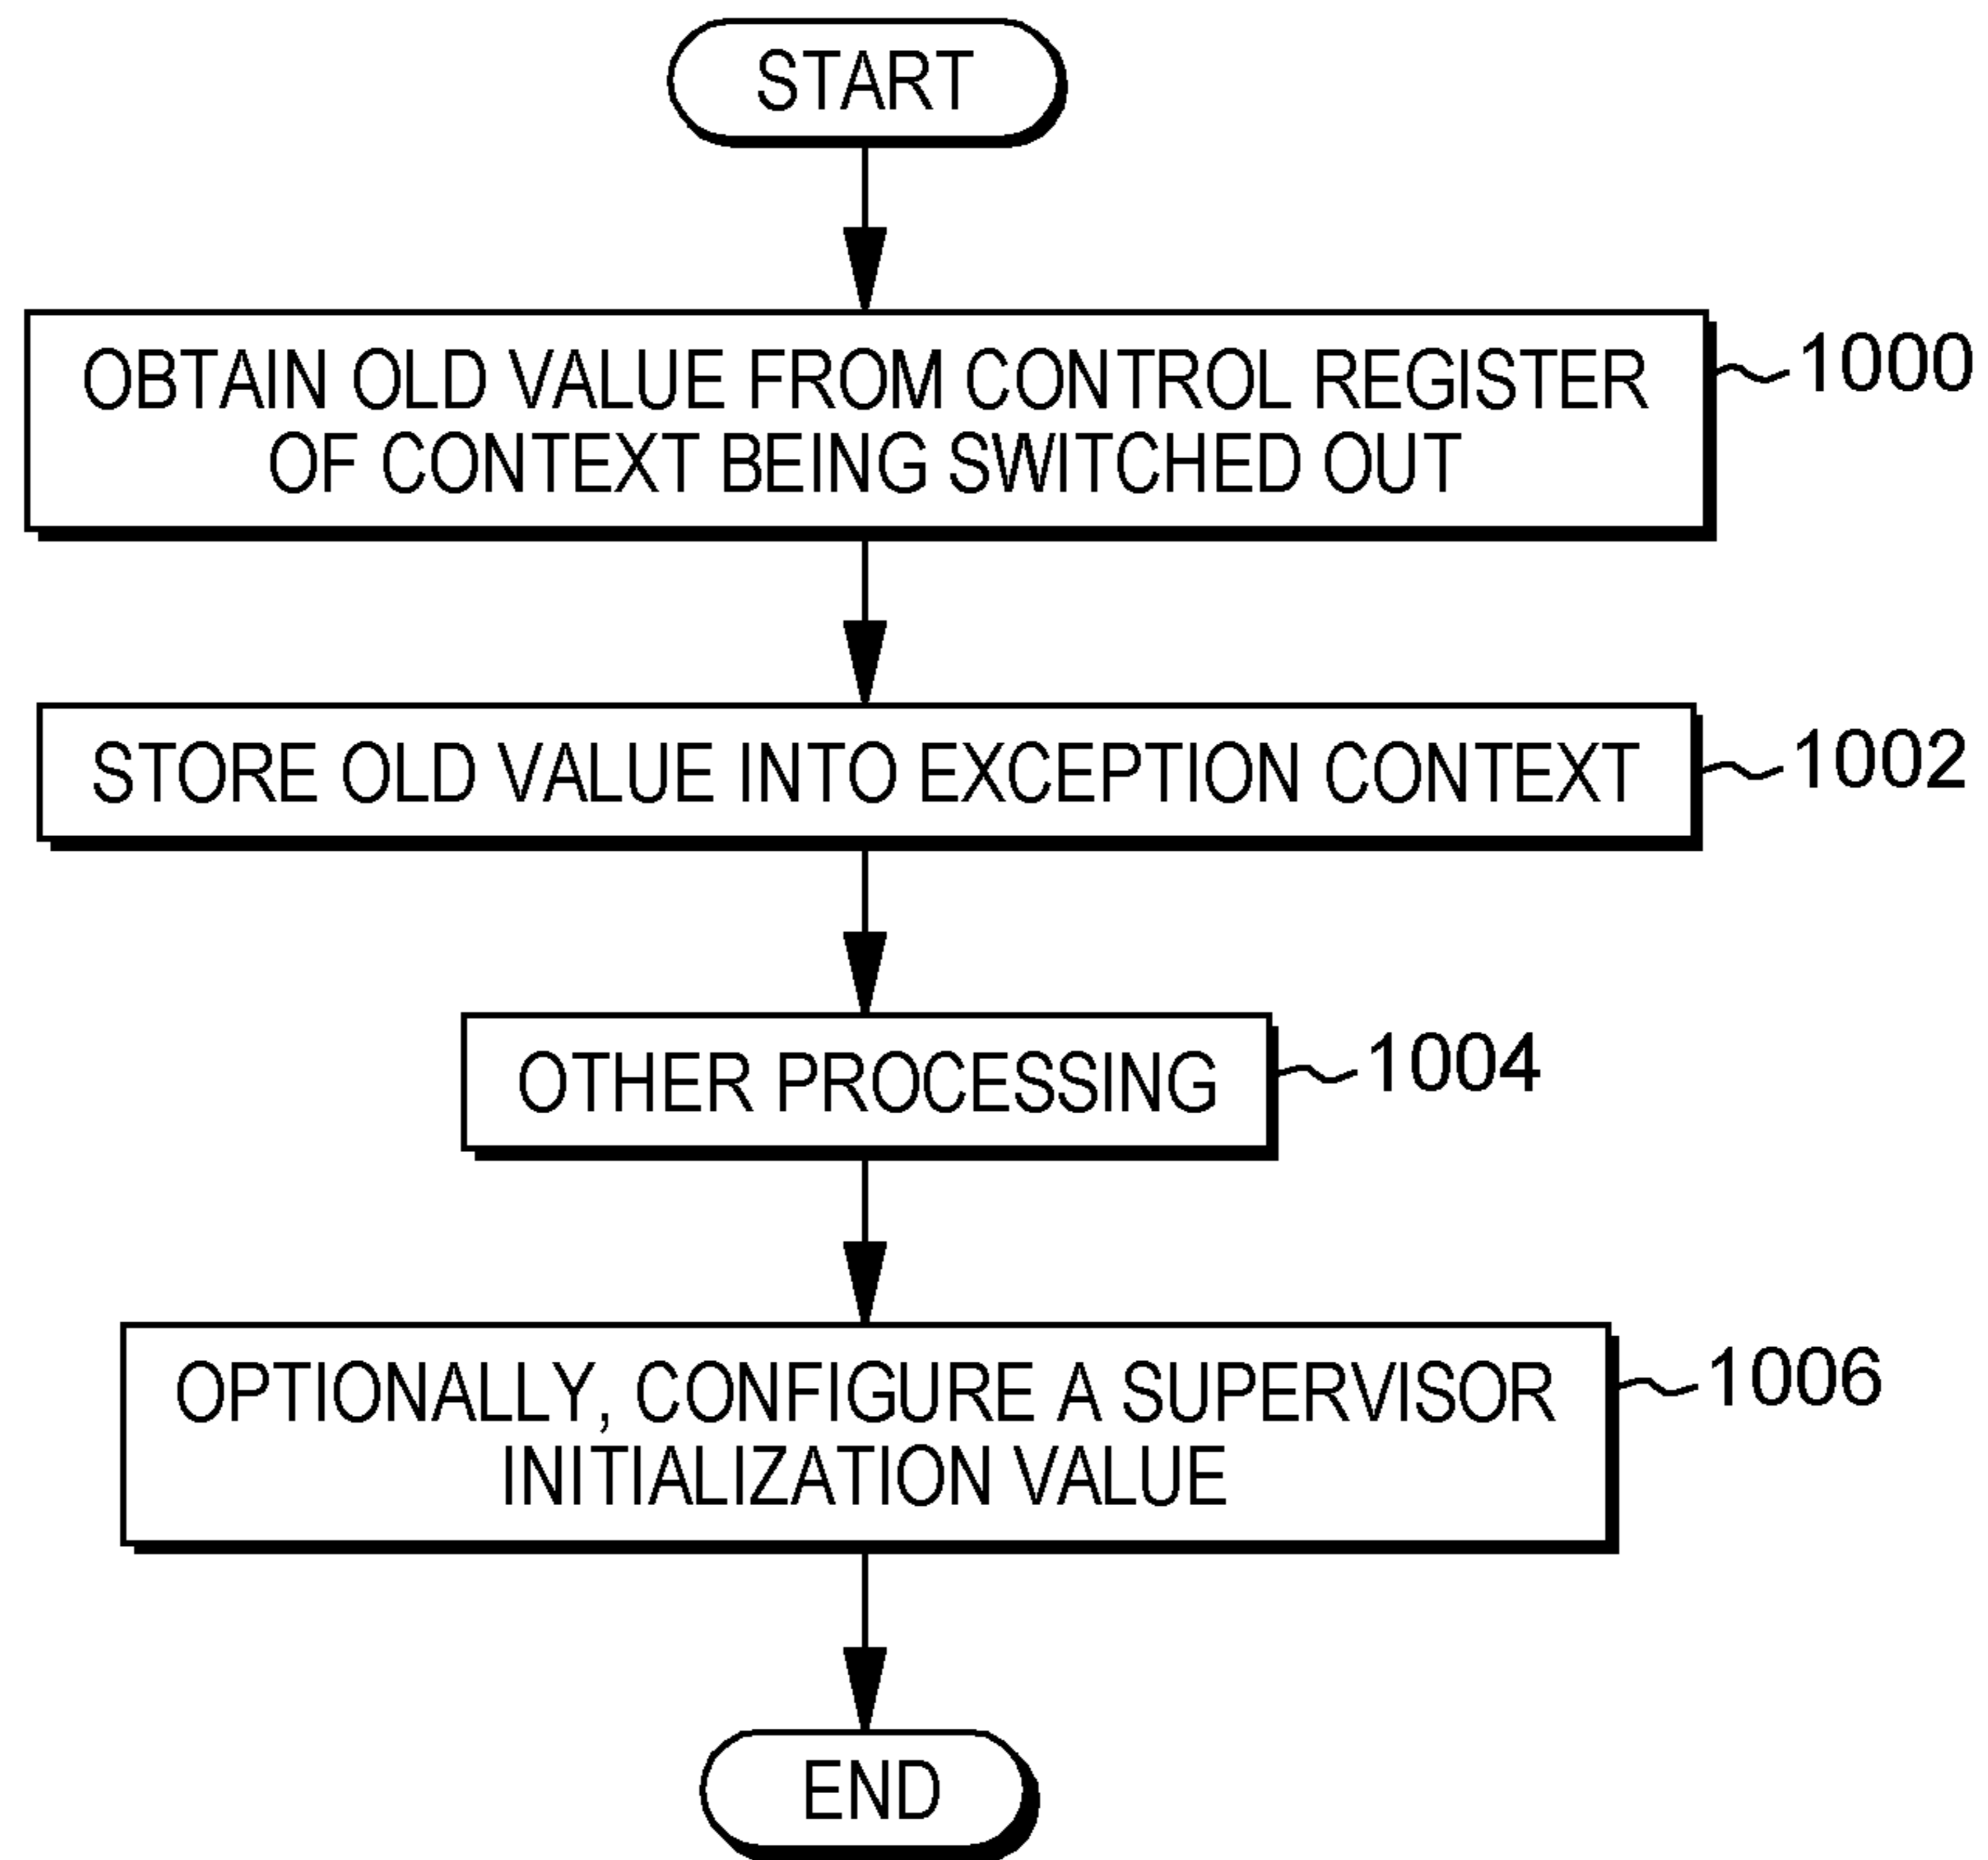 START
OBTAIN OLD VALUE FROM CONTROL REGISTER
OF CONTEXT BEING SWITCHED OUT
1000
STORE OLD VALUE INTO EXCEPTION CONTEXT
1002
OTHER PROCESSING
1004
OPTIONALLY, CONFIGURE A SUPERVISOR
INITIALIZATION VALUE
1006
END